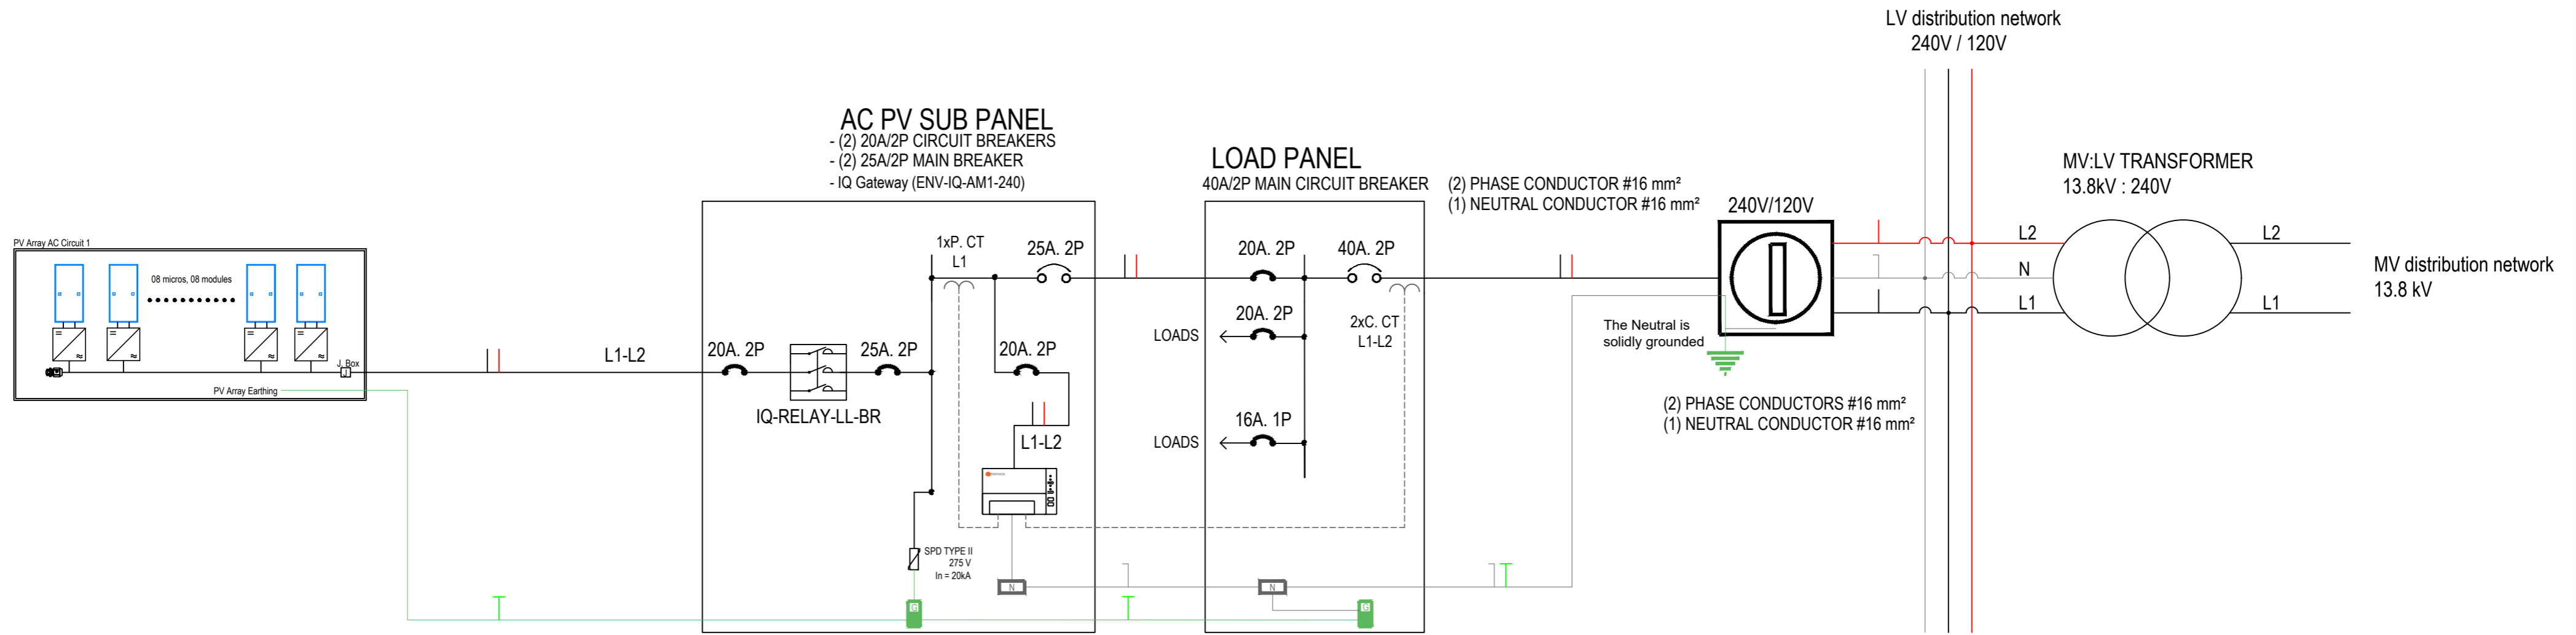 LV distribution network
240V / 120V
AC PV SUB PANEL
- (2) 20A/2P CIRCUIT BREAKERS
- (2) 25A/2P MAIN BREAKER
- IQ Gateway (ENV-IQ-AM1-240)
LOAD PANEL
40A/2P MAIN CIRCUIT BREAKER
(2) PHASE CONDUCTOR #16 mm²
(1) NEUTRAL CONDUCTOR #16 mm²
240V/120V
MV:LV TRANSFORMER
13.8kV : 240V
PV Array AC Circuit 1
08 micros, 08 modules
J. Box
J
PV Array Earthing
L1-L2
20A. 2P
IQ-RELAY-LL-BR
25A. 2P
1xP. CT
L1
25A. 2P
20A. 2P
L1-L2
SPD TYPE II
275 V
In = 20kA
N
G
20A. 2P
40A. 2P
20A. 2P
LOADS
2xC. CT
L1-L2
16A. 1P
LOADS
N
G
The Neutral is
solidly grounded
(2) PHASE CONDUCTORS #16 mm²
(1) NEUTRAL CONDUCTOR #16 mm²
L2
N
L1
L2
L1
MV distribution network
13.8 kV